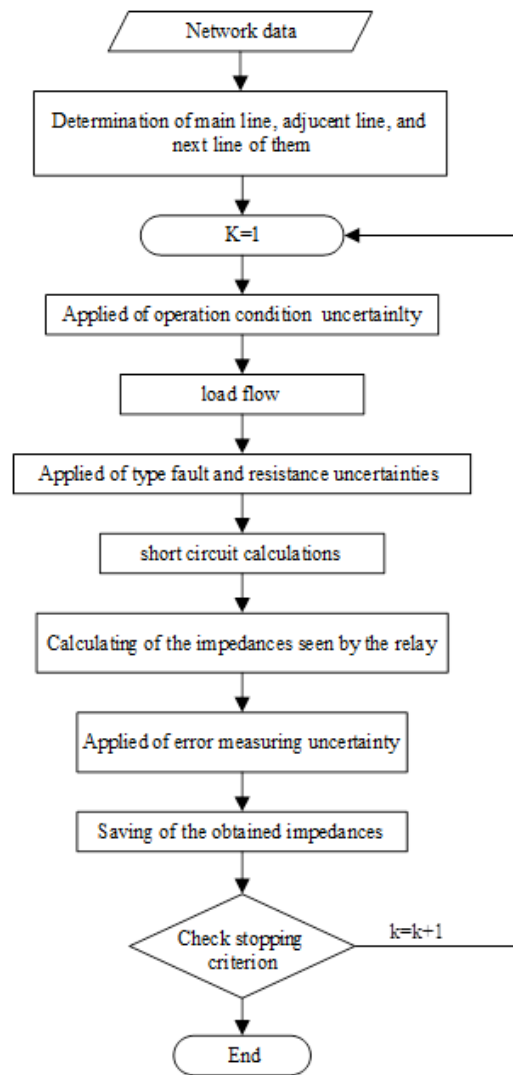 Network data
Determination of main line, adjucent line, and
next line of them
K=1
Applied of operation condition uncertainlty
load flow
Applied of type fault and resistance uncertainties
short circuit calculations
Calculating of the impedances seen by the relay
Applied of error measuring uncertainty
Saving of the obtained impedances
Check stopping
criterion
k=k+1
End